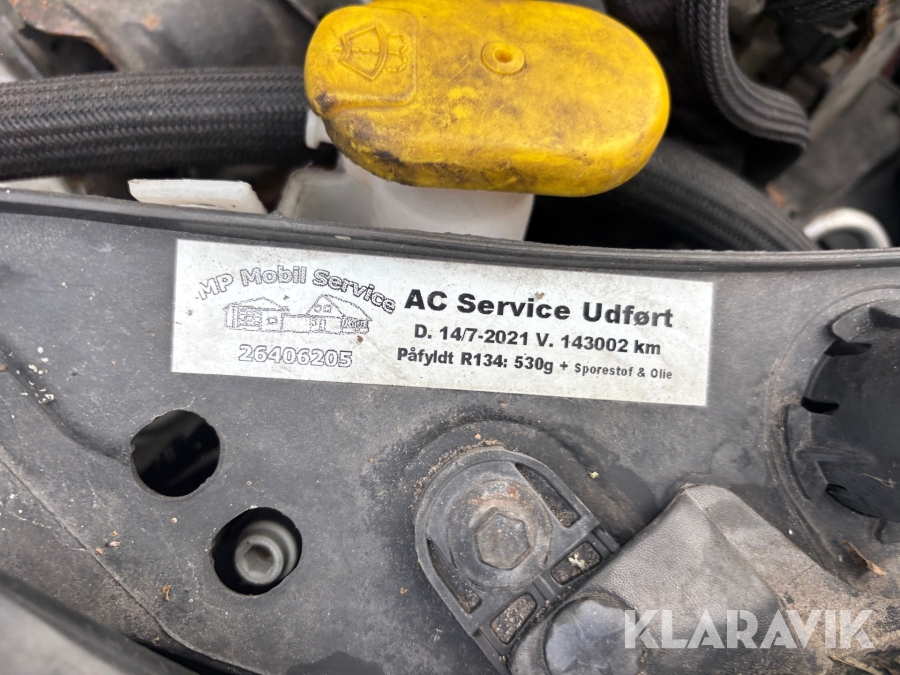 MP Mobil Service
26406205
AC Service Udført
D. 14/7-2021 V. 143002 km
Påfyldt R134: 530g + Sporestof & Olie
KLARAVIK